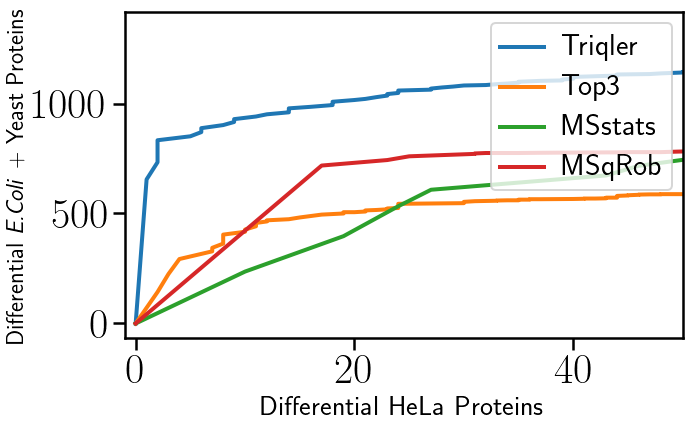 Differential E.Coli + Yeast Proteins
1000
500
0
Triqler
Top3
MSstats
MSqRob
0 20 40
Differential HeLa Proteins